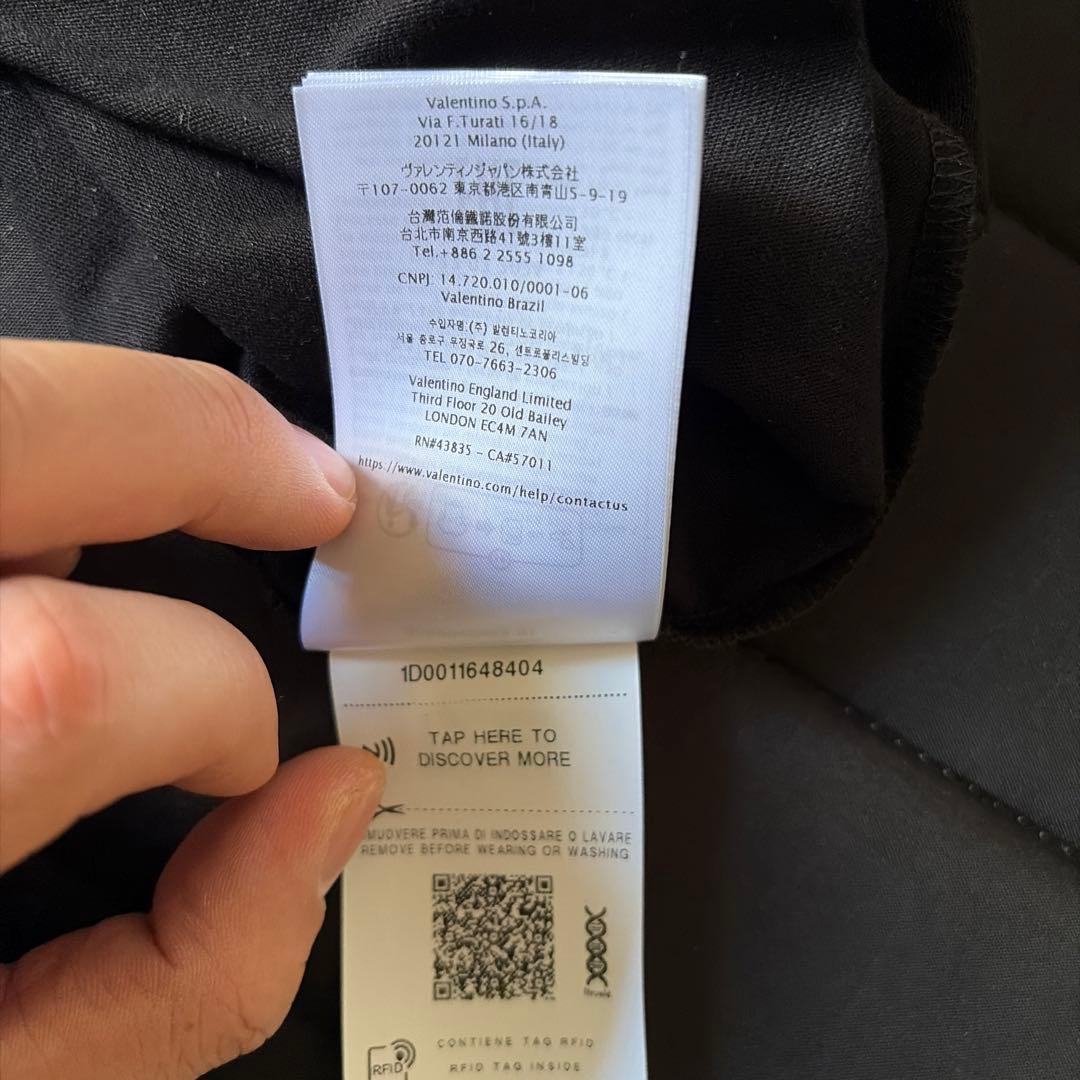 Valentino S.p.A.
Via F.Turati 16/18
20121 Milano (Italy)
ヴァレンティノジャパン株式会社
〒107-0062 東京都港区南青山5-9-19
台灣范倫鐵諾股份有限公司
台北市南京西路41號3樓11室
Tel.+886 2 2555 1098
CNPJ: 14.720.010/0001-06
Valentino Brazil
수입자명:(주) 발렌티노코리아
서울 종로구 우정국로 26, 센트로폴리스빌딩
TEL 070-7663-2306
Valentino England Limited
Third Floor 20 Old Bailey
LONDON EC4M 7AN
RN#43835 - CA#57011
https://www.valentino.com/help/contactus
1D0011648404
TAP HERE TO
DISCOVER MORE
MUOVERE PRIMA DI INDOSSARE O LAVARE
REMOVE BEFORE WEARING OR WASHING
CONTIENE TAG RFID
RFID TAG INSIDE
RFID